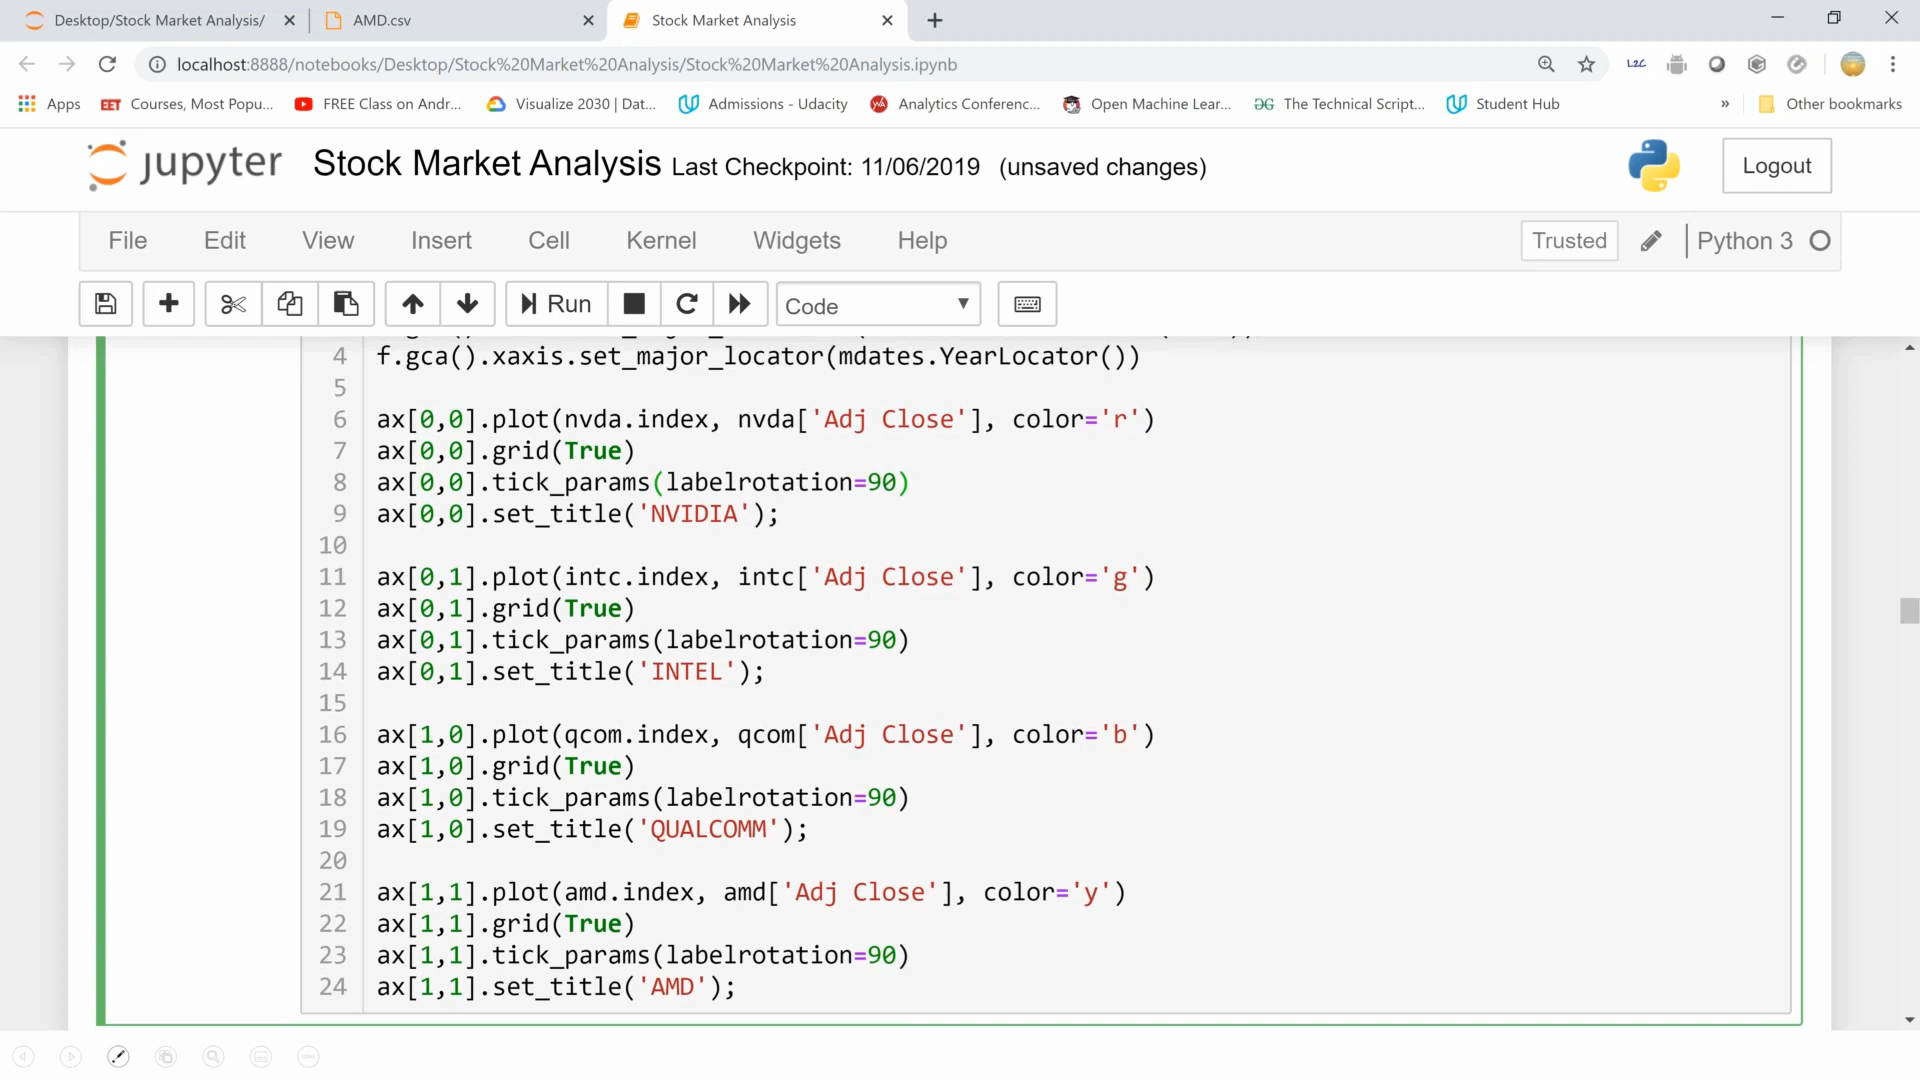 Desktop/Stock Market Analysis/
AMD.csv
Stock Market Analysis
localhost:8888/notebooks/Desktop/Stock%20Market%20Analysis/Stock%20Market%20Analysis.ipynb
L2C
Apps
EET Courses, Most Popu...
FREE Class on Andr...
Visualize 2030 | Dat...
Admissions - Udacity
Analytics Conferenc...
Open Machine Lear...
The Technical Script...
Student Hub
»
Other bookmarks
jupyter Stock Market Analysis Last Checkpoint: 11/06/2019 (unsaved changes)
Logout
File Edit View Insert Cell Kernel Widgets Help
Trusted
Python 3
Run
Code
4 f.gca().xaxis.set_major_locator(mdates.YearLocator())
5
6 ax[0,0].plot(nvda.index, nvda['Adj Close'], color='r')
7 ax[0,0].grid(True)
8 ax[0,0].tick_params(labelrotation=90)
9 ax[0,0].set_title('NVIDIA');
10
11 ax[0,1].plot(intc.index, intc['Adj Close'], color='g')
12 ax[0,1].grid(True)
13 ax[0,1].tick_params(labelrotation=90)
14 ax[0,1].set_title('INTEL');
15
16 ax[1,0].plot(qcom.index, qcom['Adj Close'], color='b')
17 ax[1,0].grid(True)
18 ax[1,0].tick_params(labelrotation=90)
19 ax[1,0].set_title('QUALCOMM');
20
21 ax[1,1].plot(amd.index, amd['Adj Close'], color='y')
22 ax[1,1].grid(True)
23 ax[1,1].tick_params(labelrotation=90)
24 ax[1,1].set_title('AMD');